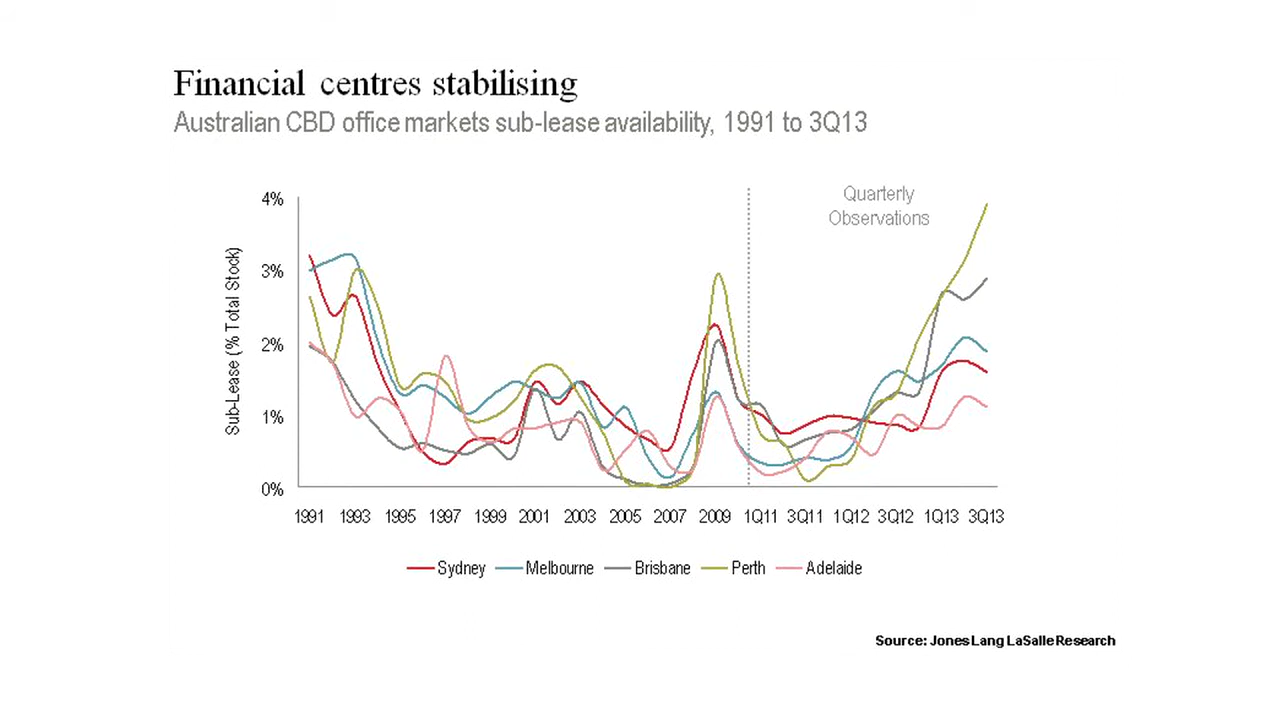 Financial centres stabilising
Australian CBD office markets sub-lease availability, 1991 to 3Q13
Quarterly
Observations
Sub-Lease (% Total Stock)
4%
3%
2%
1%
0%
1991 1993 1995 1997 1999 2001 2003 2005 2007 2009 1Q11 3Q11 1Q12 3Q12 1Q13 3Q13
Sydney Melbourne Brisbane Perth Adelaide
Source: Jones Lang LaSalle Research